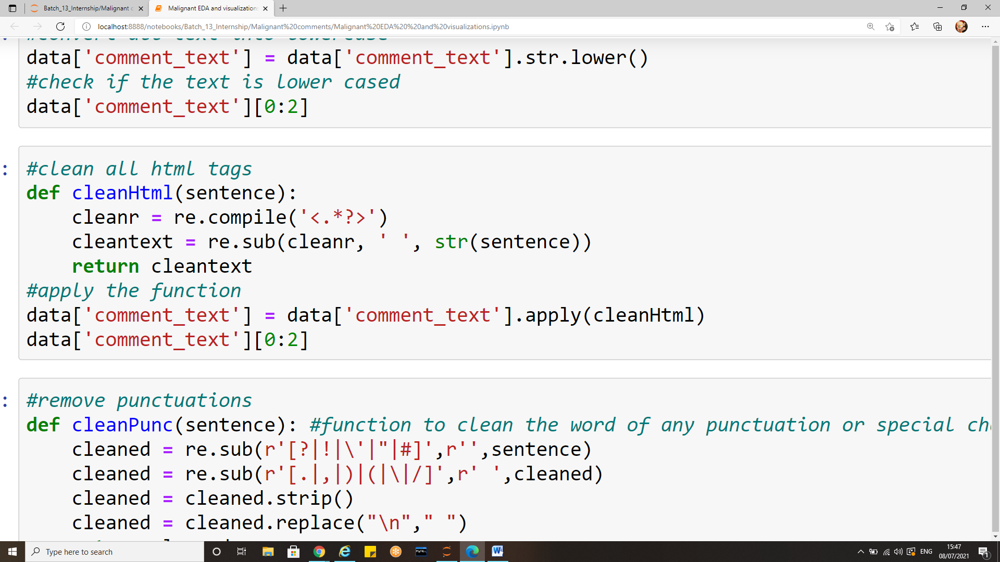 Batch_13_Internship/Malignant c
Malignant EDA and visualizations
localhost:8888/notebooks/Batch_13_Internship/Malignant%20comments/Malignant%20EDA%20%20and%20visualizations.ipynb
data['comment_text'] = data['comment_text'].str.lower()
#check if the text is lower cased
data['comment_text'][0:2]
:
#clean all html tags
def cleanHtml(sentence):
    cleanr = re.compile('<.*?>')
    cleantext = re.sub(cleanr, ' ', str(sentence))
    return cleantext
#apply the function
data['comment_text'] = data['comment_text'].apply(cleanHtml)
data['comment_text'][0:2]
:
#remove punctuations
def cleanPunc(sentence): #function to clean the word of any punctuation or special ch
    cleaned = re.sub(r'[?|!|\'|"|#]',r'',sentence)
    cleaned = re.sub(r'[.|,|)|(|\|/]',r' ',cleaned)
    cleaned = cleaned.strip()
    cleaned = cleaned.replace("\n"," ")
Type here to search
MySQL
ENG
15:47
08/07/2021
1